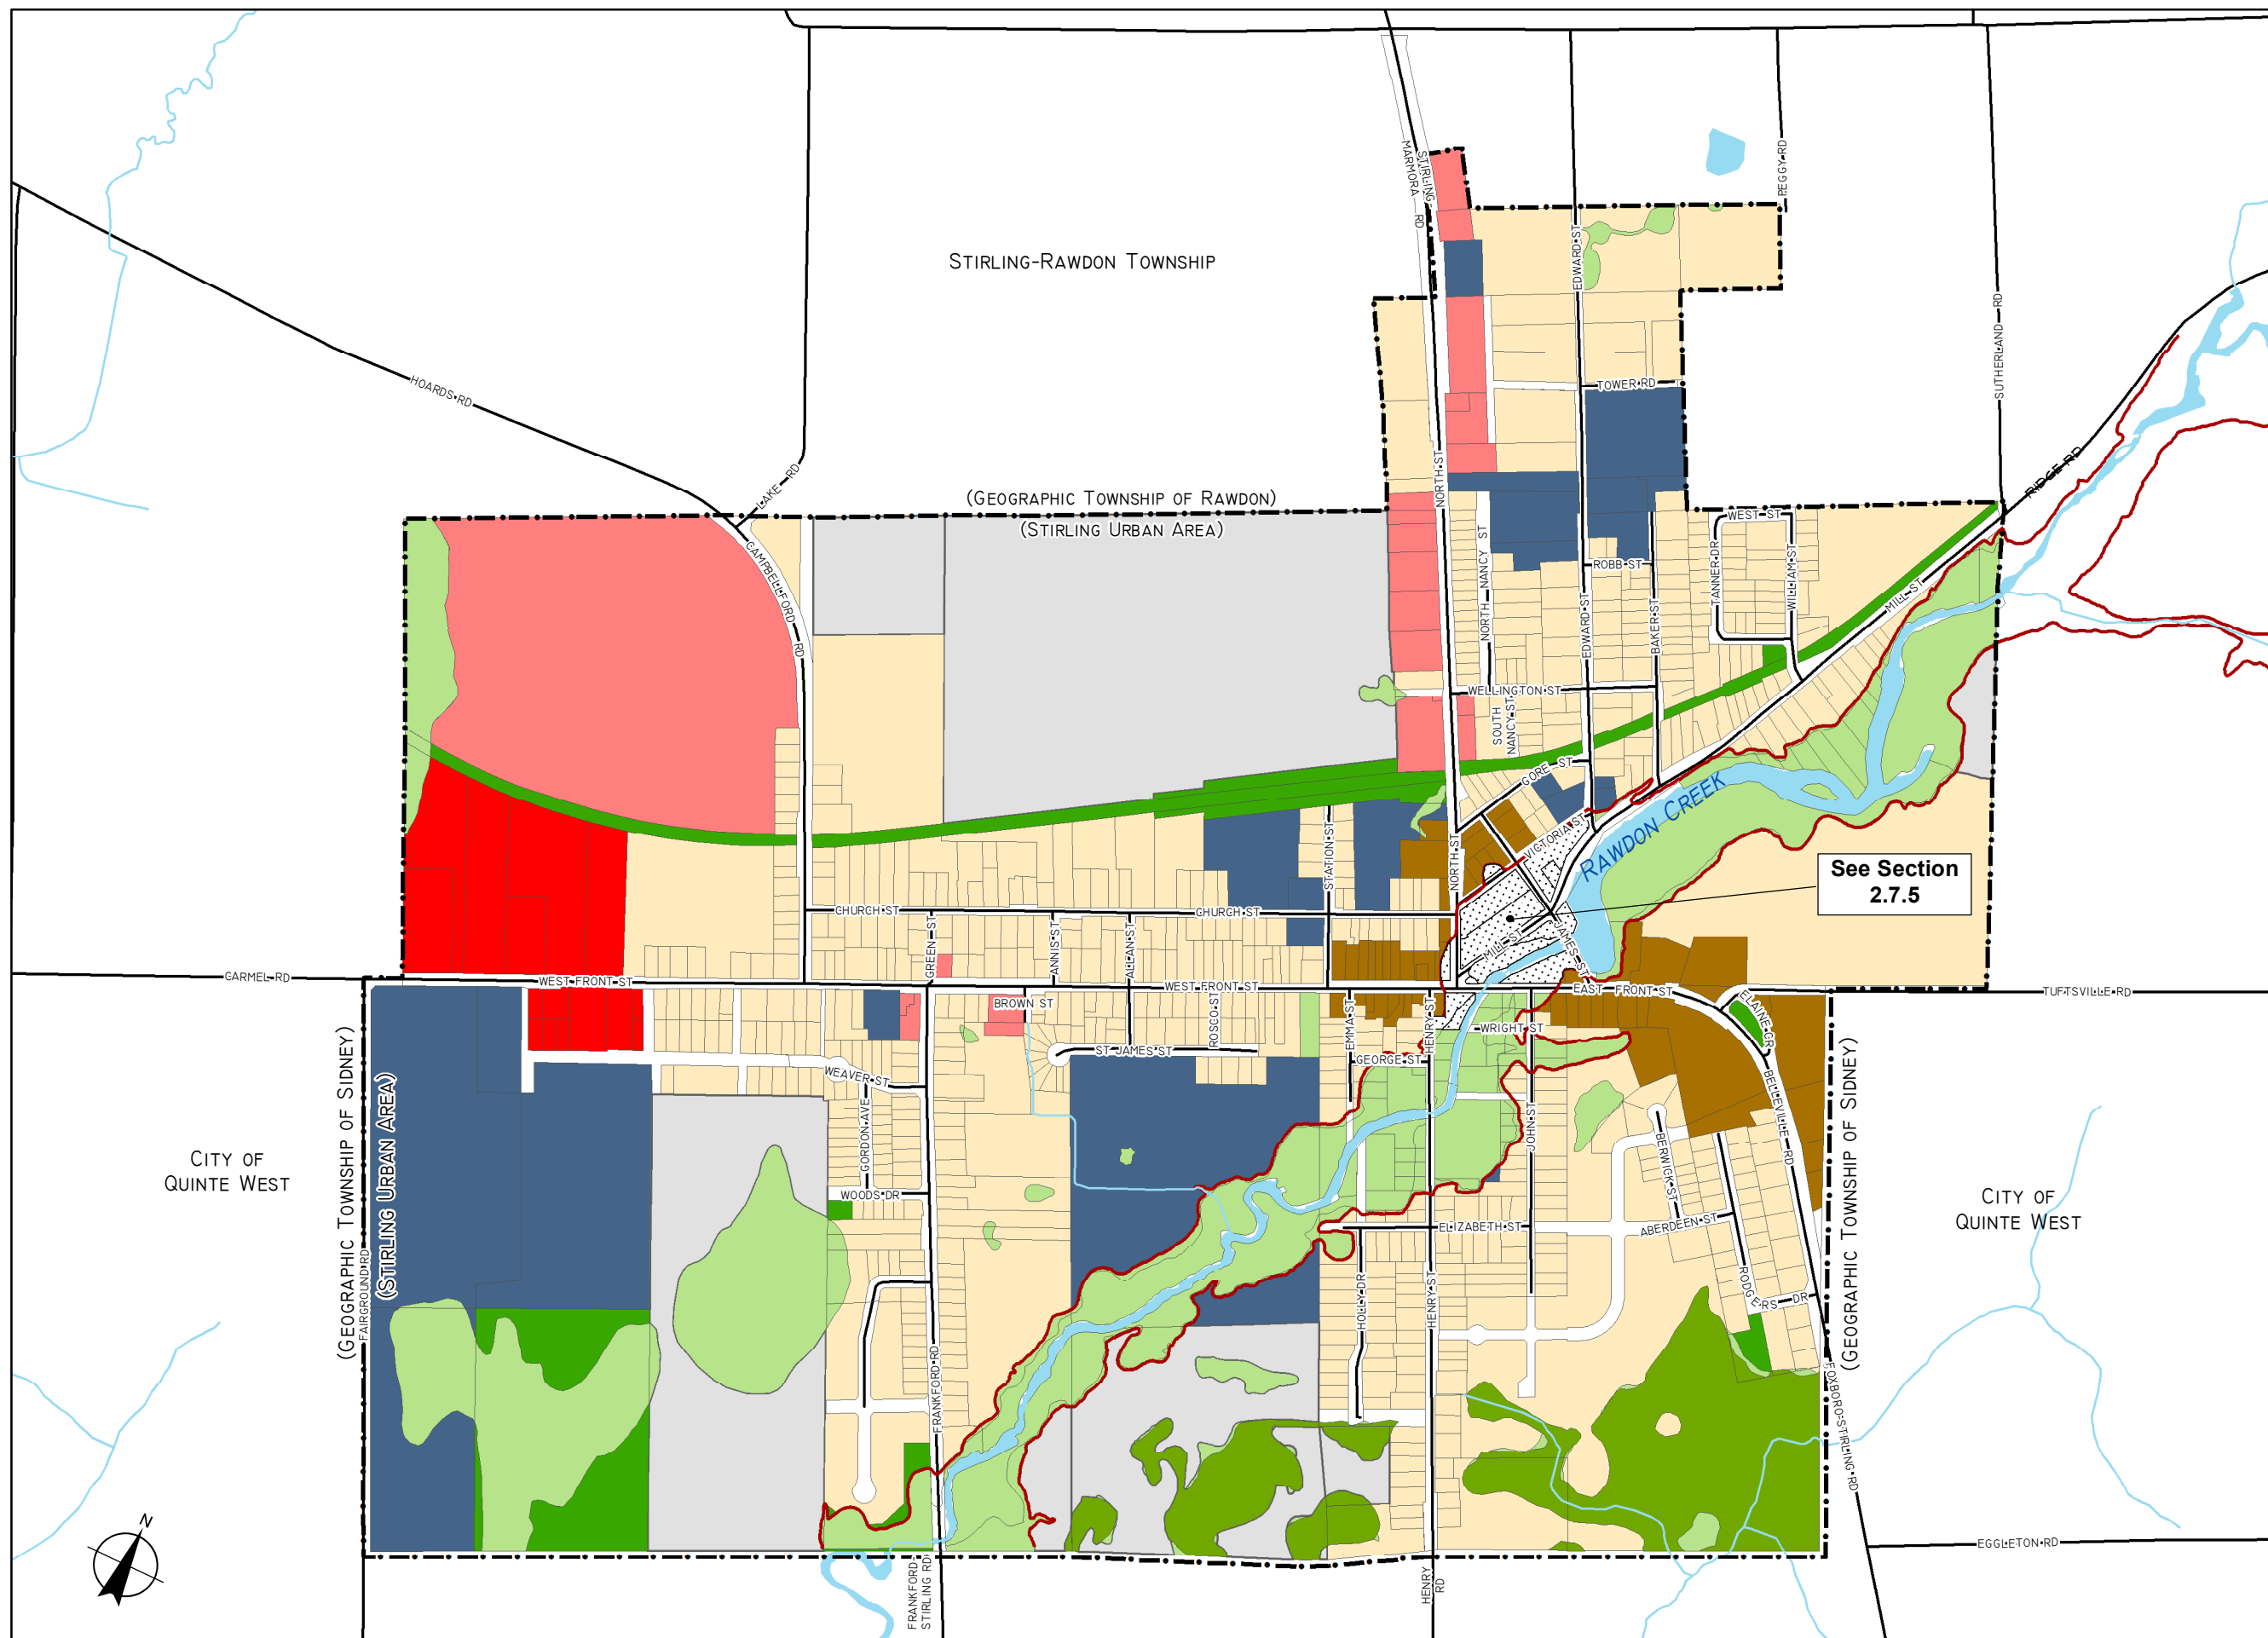 STIRLING-RAWDON TOWNSHIP
STIRLING-
MARMORA RD
PEGGY•RD
EDWARD•ST
SUTHERLAND RD
HOARDS•RD
TOWER•RD
LAKE RD
RIDGE•RD
NORTH•ST
(GEOGRAPHIC TOWNSHIP OF RAWDON)
(STIRLING URBAN AREA)
WEST•ST
CAMPBELLFORD RD
NORTH NANCY ST
ROBB•ST
TANNER•DR
WILLIAM•ST
EDWARD•ST
BAKER•ST
MILL•ST
WELLINGTON•ST
SOUTH
NANCY•ST
GORE ST
VICTORIA•ST
RAWDON CREEK
See Section
2.7.5
STATION•ST
NORTH•ST
CHURCH•ST
CHURCH•ST
GREEN ST
ANNIS•ST
ALLAN•ST
MILL•ST
JAMES•ST
CARMEL•RD
WEST•FRONT•ST
WEST•FRONT•ST
EAST FRONT•ST
TUFTSVILLE•RD
BROWN ST
ROSCO•ST
EMMA•ST
HENRY•ST
WRIGHT•ST
ELAINE•CR
ST•JAMES•ST
GEORGE•ST
WEAVER•ST
GORDON•AVE
JOHN•ST
BERWICK•ST
BELLEVILLE•RD
(GEOGRAPHIC TOWNSHIP OF SIDNEY)
(STIRLING URBAN AREA)
FAIRGROUND•RD
(GEOGRAPHIC TOWNSHIP OF SIDNEY)
CITY OF
QUINTE WEST
CITY OF
QUINTE WEST
WOODS•DR
ELIZABETH•ST
ABERDEEN•ST
HOLLY•DR
HENRY•ST
RODGERS DR
FRANKFORD•RD
FOXBORO•STIRLING•RD
N
EGGLETON•RD
FRANKFORD
STIRLING RD
HENRY
RD